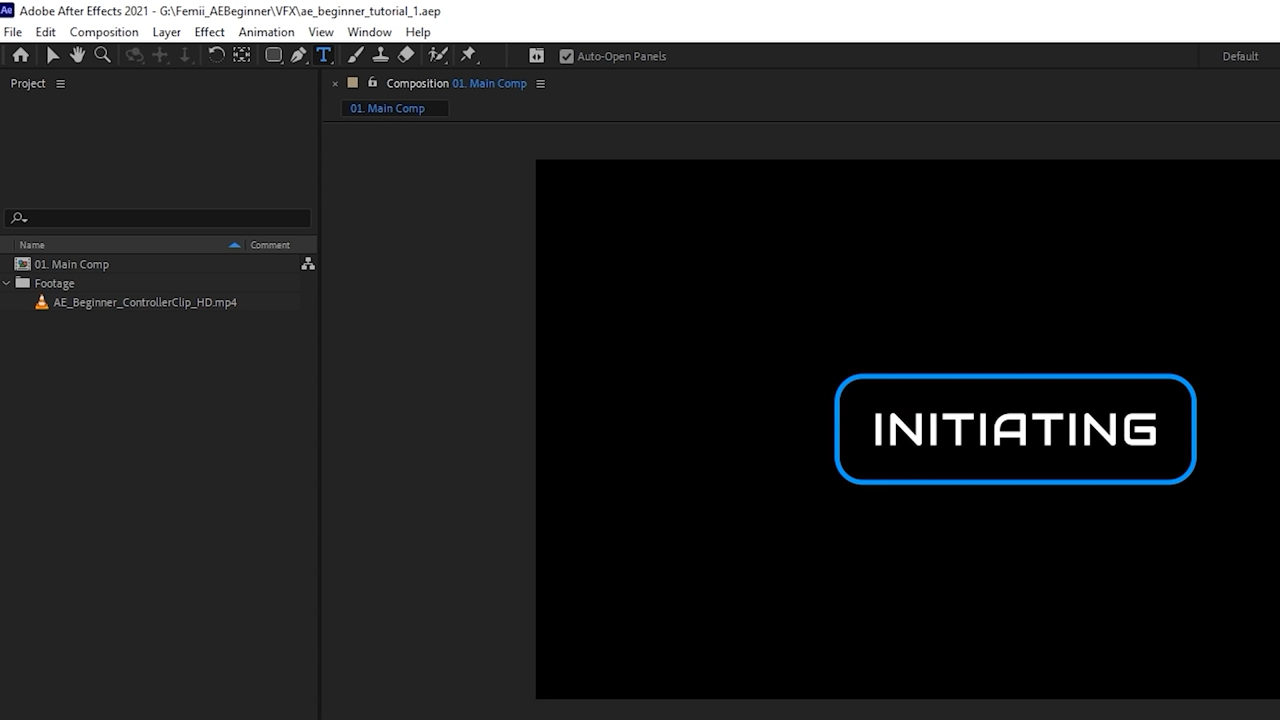 Ae Adobe After Effects 2021 - G:\Femii_AEBeginner\VFX\ae_beginner_tutorial_1.aep
File Edit Composition Layer Effect Animation View Window Help
T Auto-Open Panels Default
Project
Composition 01. Main Comp
01. Main Comp
Name Comment
01. Main Comp
Footage
AE_Beginner_ControllerClip_HD.mp4
INITIATING